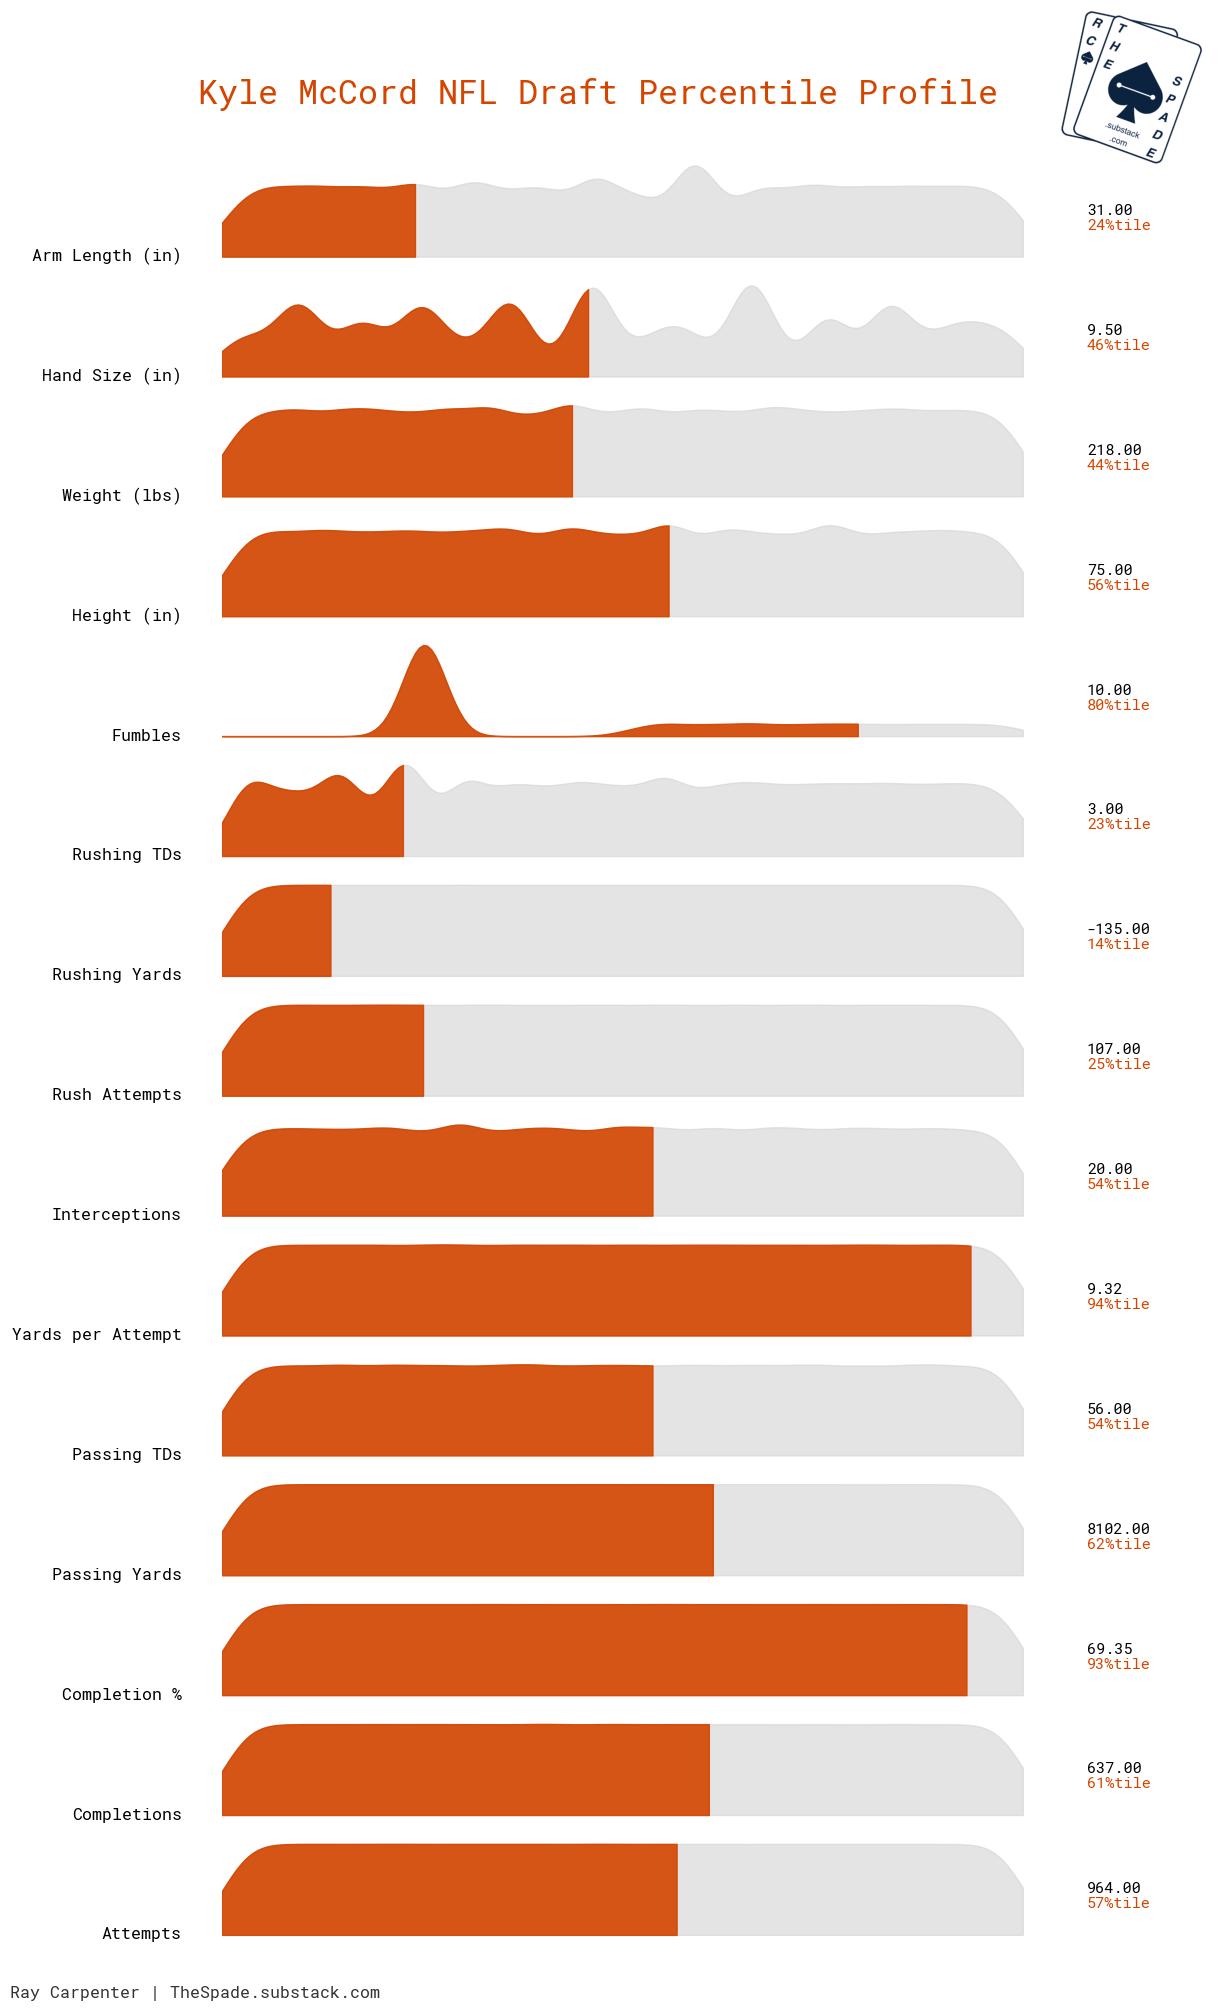 R
C
T
H
E
S
P
A
D
E
.substack
.com
Kyle McCord NFL Draft Percentile Profile
Arm Length (in)
31.00
24%tile
Hand Size (in)
9.50
46%tile
Weight (lbs)
218.00
44%tile
Height (in)
75.00
56%tile
Fumbles
10.00
80%tile
Rushing TDs
3.00
23%tile
Rushing Yards
-135.00
14%tile
Rush Attempts
107.00
25%tile
Interceptions
20.00
54%tile
Yards per Attempt
9.32
94%tile
Passing TDs
56.00
54%tile
Passing Yards
8102.00
62%tile
Completion %
69.35
93%tile
Completions
637.00
61%tile
Attempts
964.00
57%tile
Ray Carpenter | TheSpade.substack.com